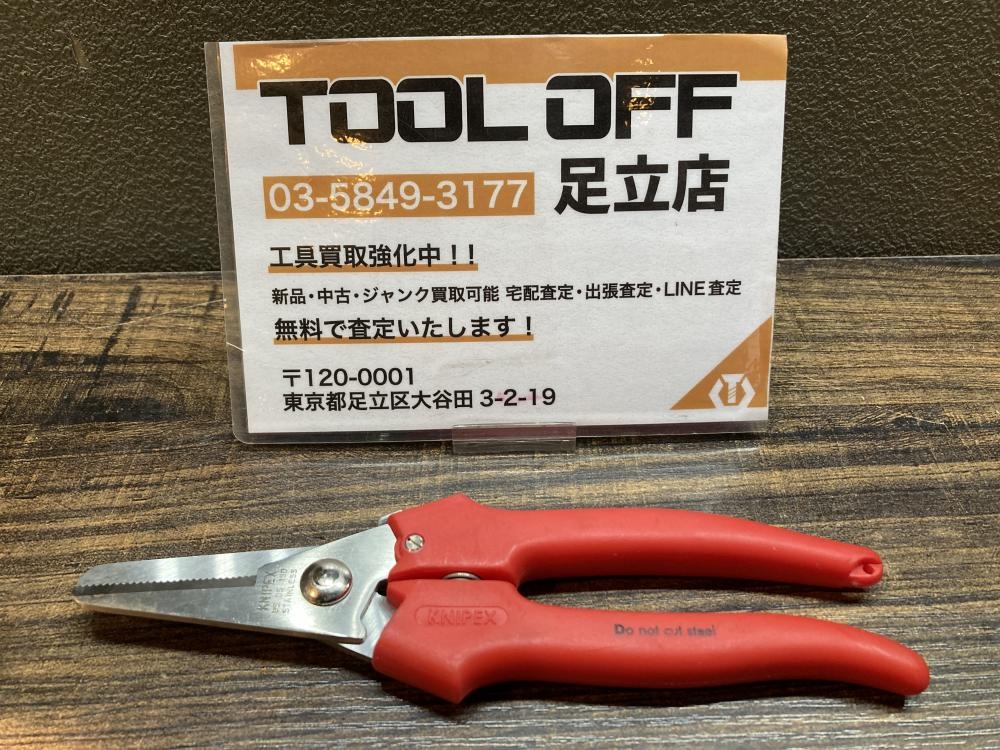 TOOL OFF
03-5849-3177 足立店
工具買取強化中！！
新品・中古・ジャンク買取可能 宅配査定・出張査定・LINE査定
無料で査定いたします！
〒120-0001
東京都足立区大谷田 3-2-19
KNIPEX
STAINLESS
KNIPEX
Do not cut steel